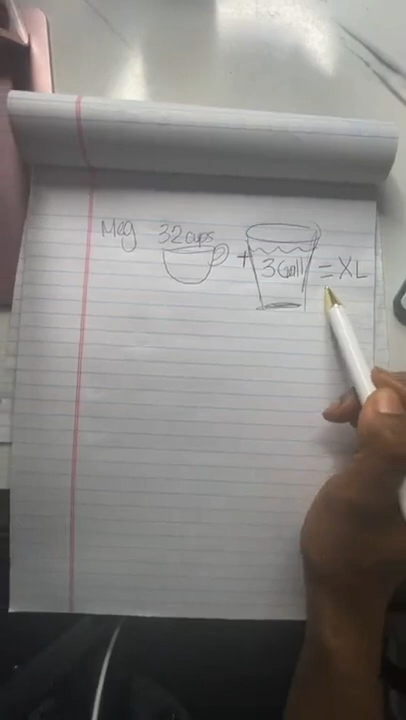 Meg 32cups + 3Gall = XL